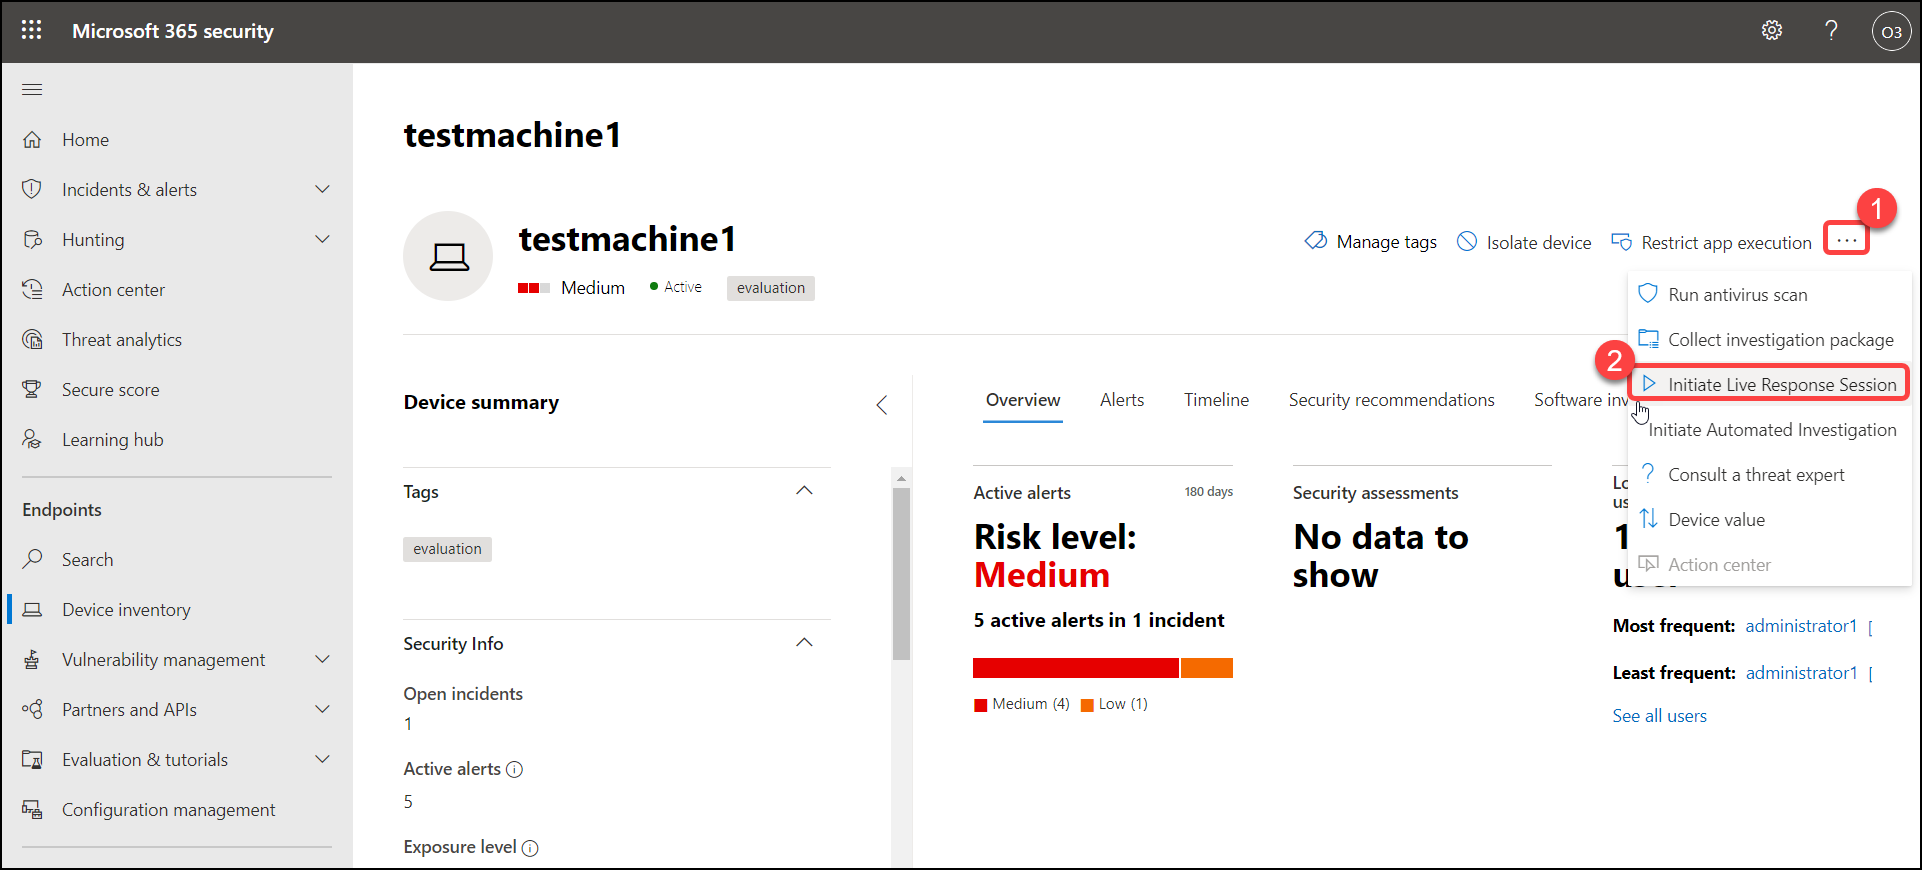 Microsoft 365 security
?
O3
Home
Incidents & alerts
Hunting
Action center
Threat analytics
Secure score
Learning hub
Endpoints
Search
Device inventory
Vulnerability management
Partners and APIs
Evaluation & tutorials
Configuration management
testmachine1
testmachine1
Medium
Active
evaluation
Manage tags
Isolate device
Restrict app execution
...
1
Run antivirus scan
Collect investigation package
2
Initiate Live Response Session
Initiate Automated Investigation
? Consult a threat expert
Device value
Action center
Device summary
Tags
evaluation
Security Info
Open incidents
1
Active alerts
5
Exposure level
Overview
Alerts
Timeline
Security recommendations
Software inv
Active alerts
180 days
Risk level:
Medium
5 active alerts in 1 incident
Medium (4)
Low (1)
Security assessments
No data to
show
Most frequent: administrator1 [
Least frequent: administrator1 [
See all users